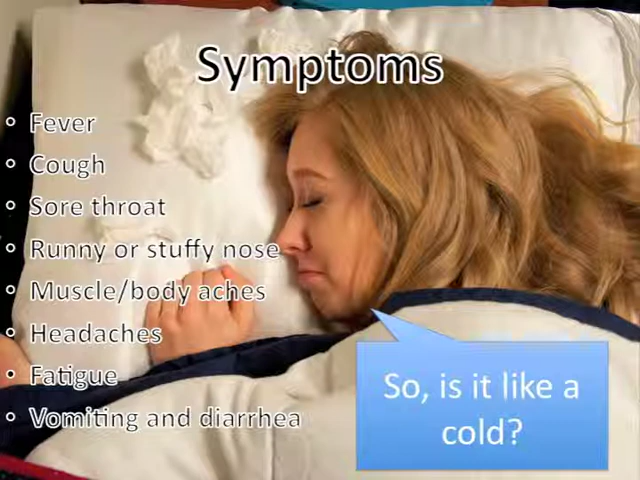 Symptoms
• Fever
• Cough
• Sore throat
• Runny or stuffy nose
• Muscle/body aches
• Headaches
• Fatigue
• Vomiting and diarrhea
So, is it like a
cold?